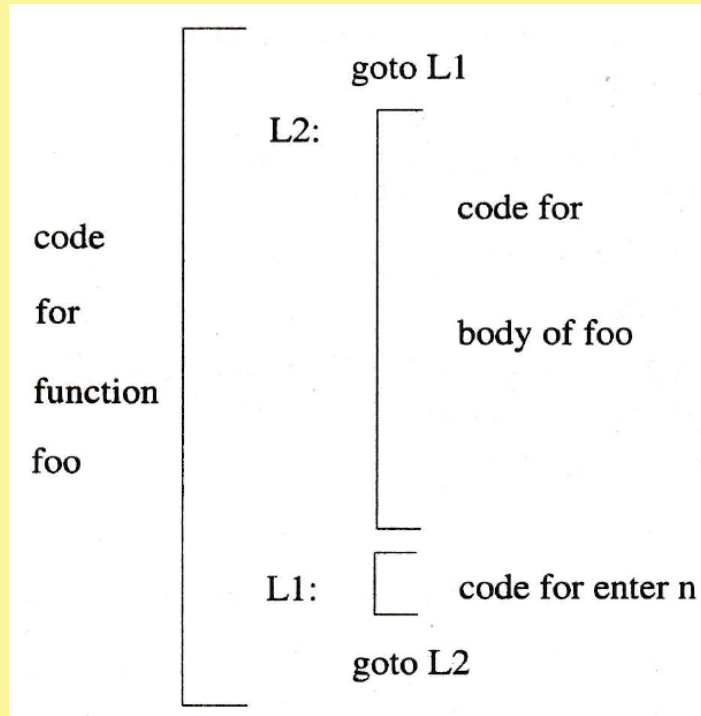 goto L1
L2:
code for
body of foo
code
for
function
foo
L1: code for enter n
goto L2